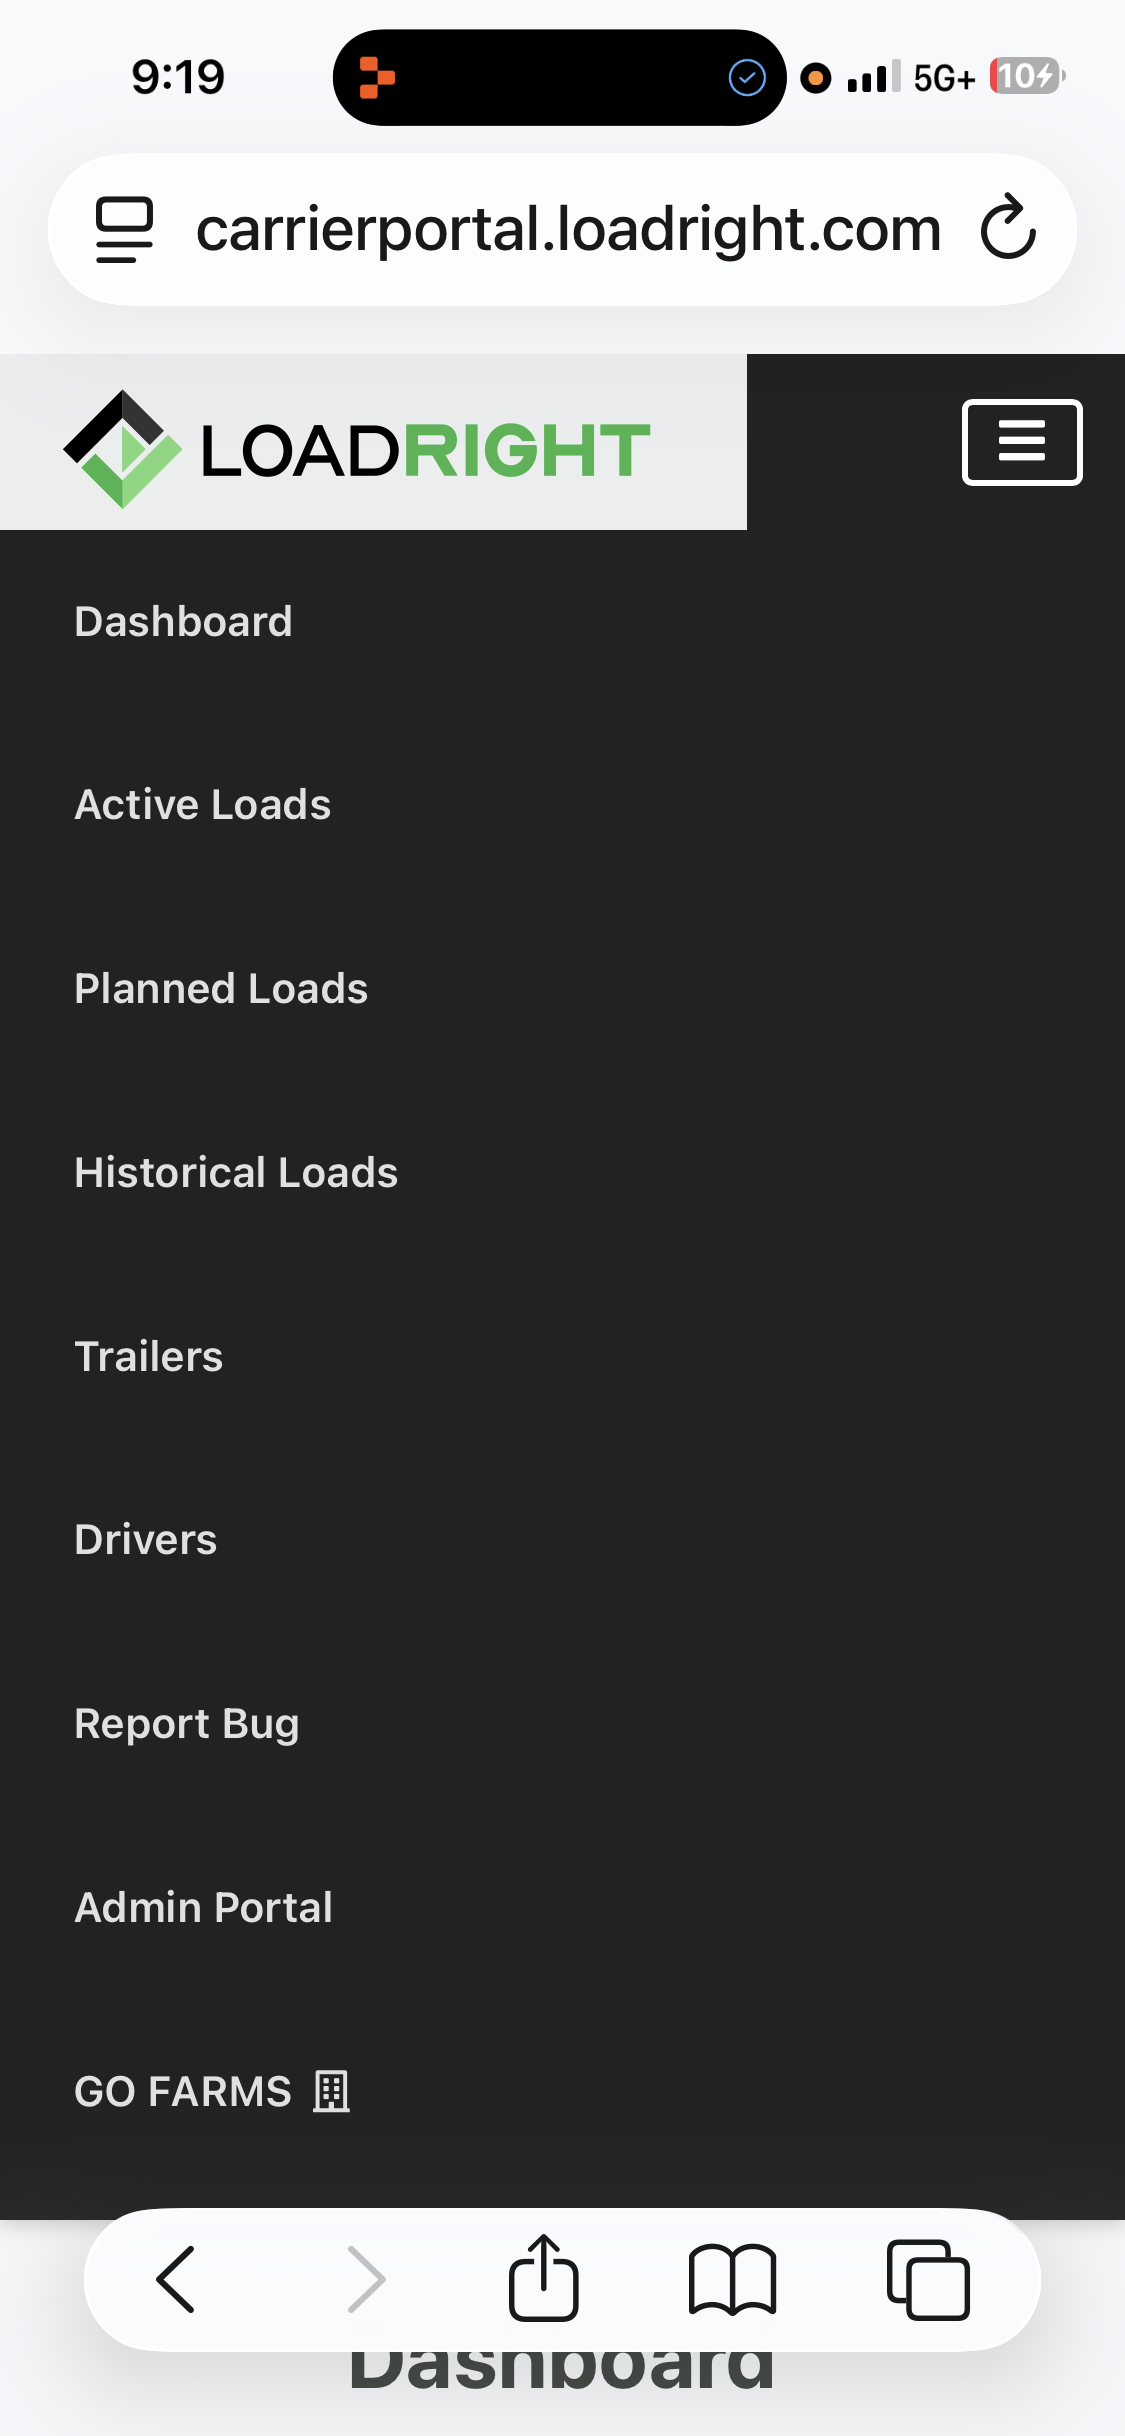 9:19
5G+
10
carrierportal.loadright.com
LOADRIGHT
Dashboard
Active Loads
Planned Loads
Historical Loads
Trailers
Drivers
Report Bug
Admin Portal
GO FARMS
Dashboard